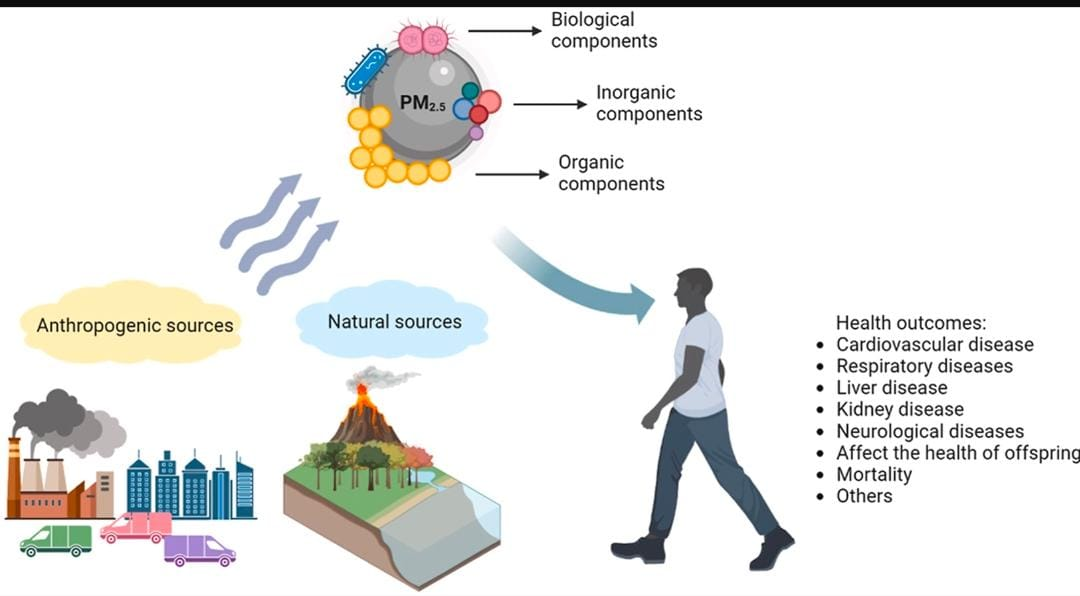 Biological
components
PM2.5
Inorganic
components
Organic
components
Anthropogenic sources
Natural sources
Health outcomes:
• Cardiovascular disease
• Respiratory diseases
• Liver disease
• Kidney disease
• Neurological diseases
• Affect the health of offspring
• Mortality
• Others